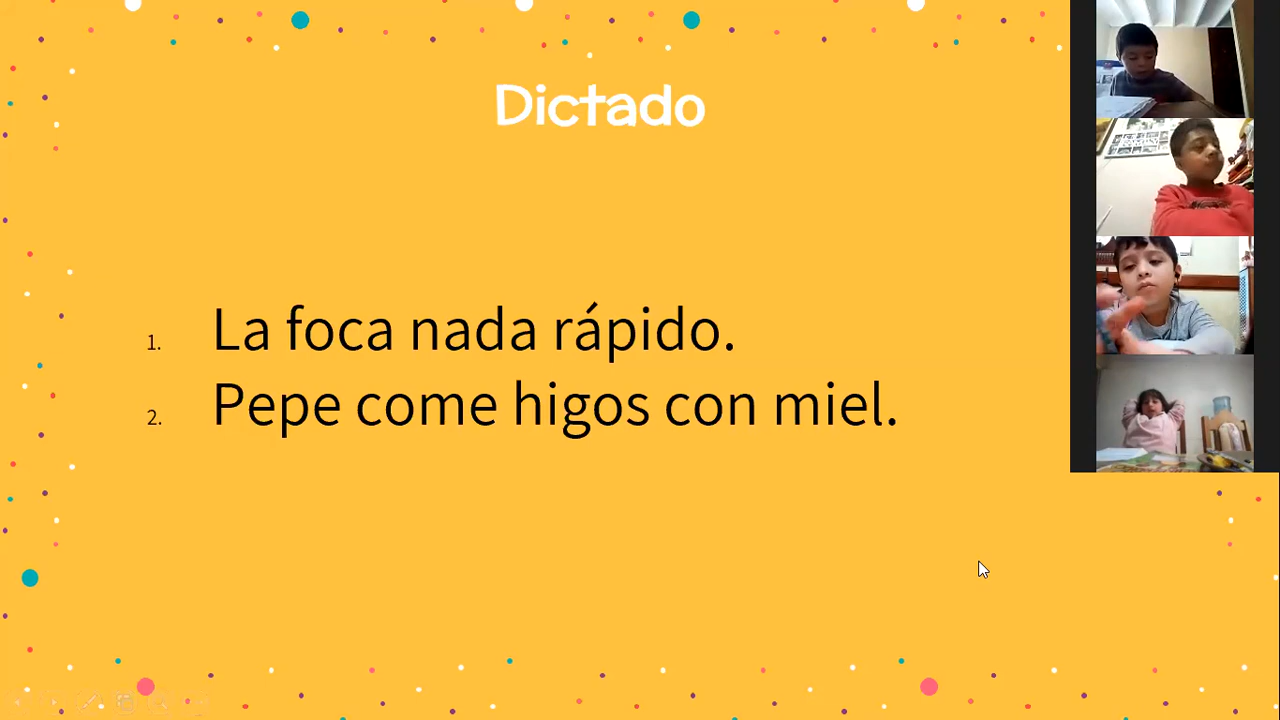 Dictado
1. La foca nada rápido.
2. Pepe come higos con miel.